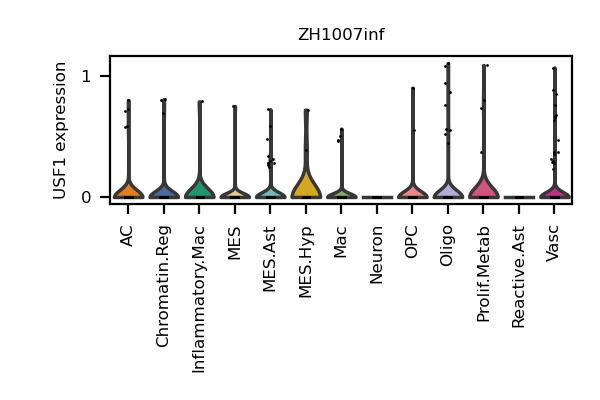 ZH1007inf
USF1 expression
1
0
AC
Chromatin.Reg
Inflammatory.Mac
MES
MES.Ast
MES.Hyp
Mac
Neuron
OPC
Oligo
Prolif.Metab
Reactive.Ast
Vasc